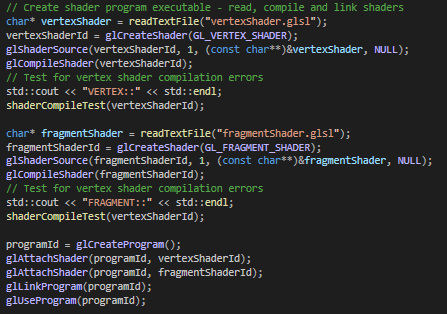 // Create shader program executable - read, compile and link shaders
char* vertexShader = readTextFile("vertexShader.glsl");
vertexShaderId = glCreateShader(GL_VERTEX_SHADER);
glShaderSource(vertexShaderId, 1, (const char**)&vertexShader, NULL);
glCompileShader(vertexShaderId);
// Test for vertex shader compilation errors
std::cout << "VERTEX::" << std::endl;
shaderCompileTest(vertexShaderId);
char* fragmentShader = readTextFile("fragmentShader.glsl");
fragmentShaderId = glCreateShader(GL_FRAGMENT_SHADER);
glShaderSource(fragmentShaderId, 1, (const char**)&fragmentShader, NULL);
glCompileShader(fragmentShaderId);
// Test for vertex shader compilation errors
std::cout << "FRAGMENT::" << std::endl;
shaderCompileTest(vertexShaderId);
programId = glCreateProgram();
glAttachShader(programId, vertexShaderId);
glAttachShader(programId, fragmentShaderId);
glLinkProgram(programId);
glUseProgram(programId);